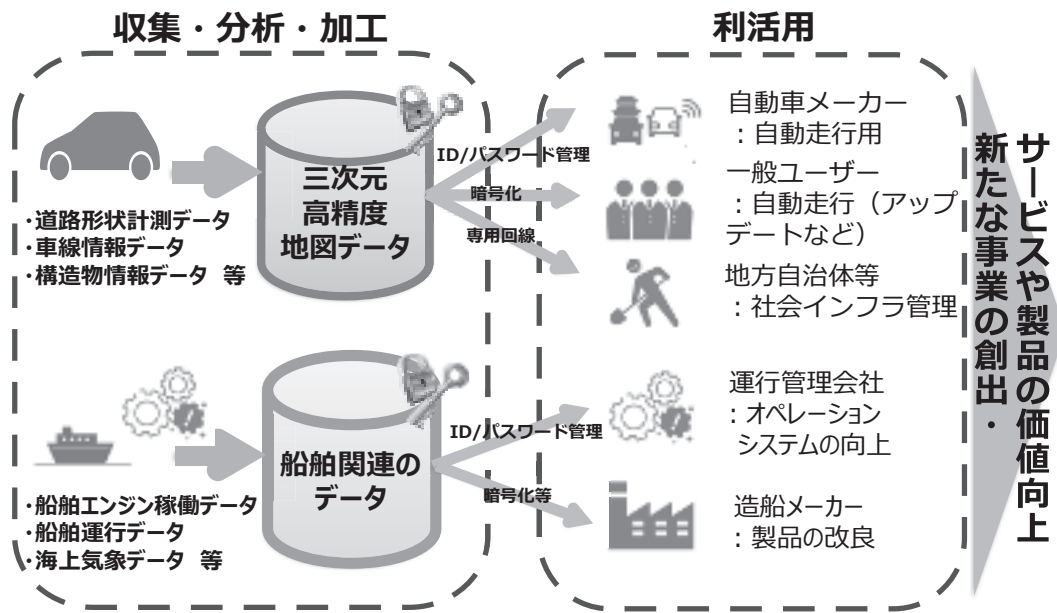 収集・分析・加工
・道路形状計測データ
・車線情報データ
・構造物情報データ 等
三次元
高精度
地図データ
ID/パスワード管理
暗号化
専用回線
・船舶エンジン稼働データ
・船舶運行データ
・海上気象データ 等
船舶関連の
データ
ID/パスワード管理
暗号化等
利活用
自動車メーカー
：自動走行用
一般ユーザー
：自動走行（アップ
デートなど）
地方自治体等
：社会インフラ管理
運行管理会社
：オペレーション
システムの向上
造船メーカー
：製品の改良
サービスや製品の価値向上
新たな事業の創出・